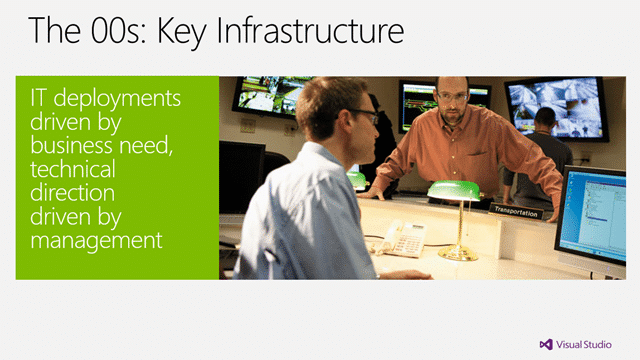 The 00s: Key Infrastructure
IT deployments
driven by
business need,
technical
direction
driven by
management
Transportation
Visual Studio